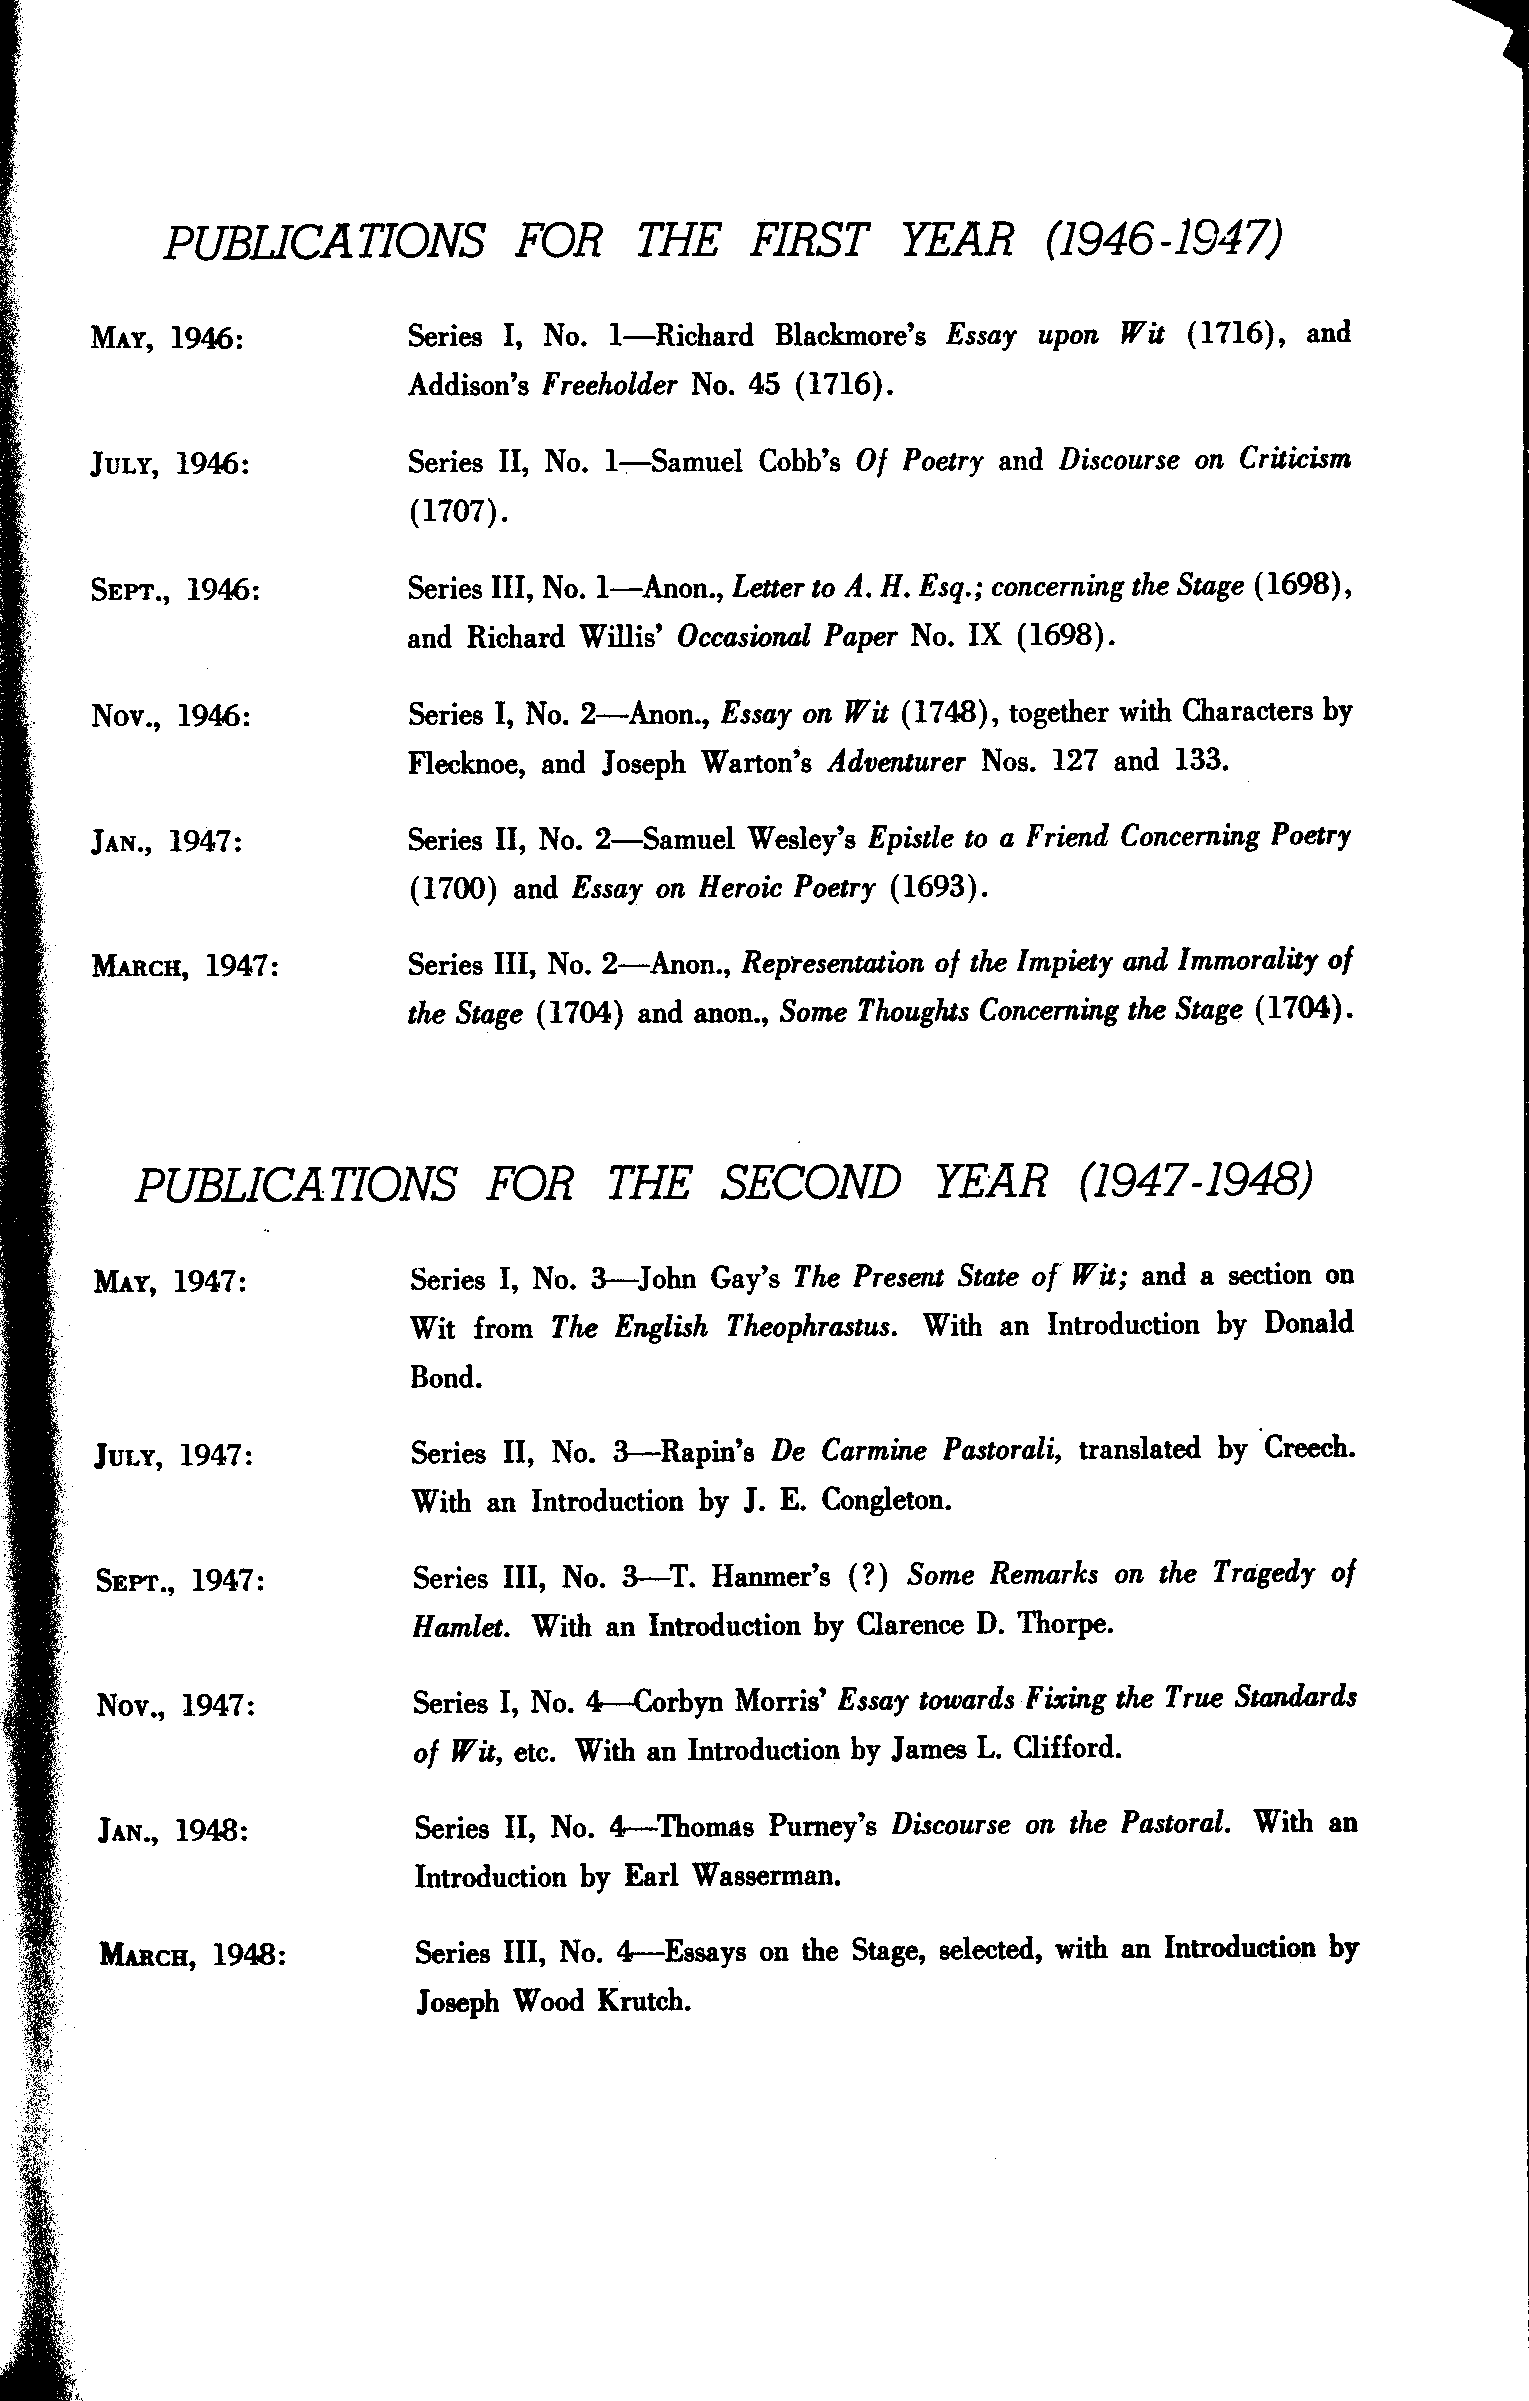 PUBLICATIONS FOR THE FIRST YEAR (1946-1947)
MAY, 1946: Series I, No. 1—Richard Blackmore's Essay upon Wit (1716), and
Addison's Freeholder No. 45 (1716).
JULY, 1946: Series II, No. 1—Samuel Cobb's Of Poetry and Discourse on Criticism
(1707).
SEPT., 1946: Series III, No. 1—Anon., Letter to A. H. Esq.; concerning the Stage (1698),
and Richard Willis' Occasional Paper No. IX (1698).
NOV., 1946: Series I, No. 2—Anon., Essay on Wit (1748), together with Characters by
Flecknoe, and Joseph Warton's Adventurer Nos. 127 and 133.
JAN., 1947: Series II, No. 2—Samuel Wesley's Epistle to a Friend Concerning Poetry
(1700) and Essay on Heroic Poetry (1693).
MARCH, 1947: Series III, No. 2—Anon., Representation of the Impiety and Immorality of
the Stage (1704) and anon., Some Thoughts Concerning the Stage (1704).
PUBLICATIONS FOR THE SECOND YEAR (1947-1948)
MAY, 1947: Series I, No. 3—John Gay's The Present State of Wit; and a section on
Wit from The English Theophrastus. With an Introduction by Donald
Bond.
JULY, 1947: Series II, No. 3—Rapin's De Carmine Pastorali, translated by Creech.
With an Introduction by J. E. Congleton.
SEPT., 1947: Series III, No. 3—T. Hanmer's (?) Some Remarks on the Tragedy of
Hamlet. With an Introduction by Clarence D. Thorpe.
NOV., 1947: Series I, No. 4—Corbyn Morris' Essay towards Fixing the True Standards
of Wit, etc. With an Introduction by James L. Clifford.
JAN., 1948: Series II, No. 4—Thomas Purney's Discourse on the Pastoral. With an
Introduction by Earl Wasserman.
MARCH, 1948: Series III, No. 4—Essays on the Stage, selected, with an Introduction by
Joseph Wood Krutch.